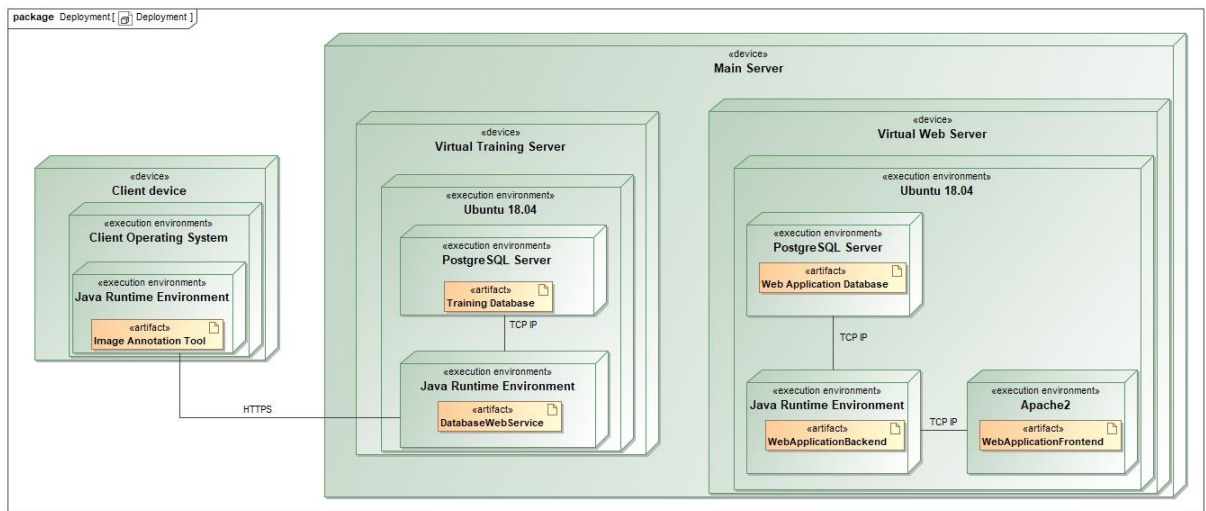 package Deployment [ Deployment ]
«device»
Main Server
«device»
Virtual Training Server
«device»
Virtual Web Server
«device»
Client device
«execution environment»
Client Operating System
«execution environment»
Java Runtime Environment
«artifact»
Image Annotation Tool
HTTPS
«execution environment»
Ubuntu 18.04
«execution environment»
PostgreSQL Server
«artifact»
Training Database
TCP IP
«execution environment»
Java Runtime Environment
«artifact»
DatabaseWebService
«execution environment»
Ubuntu 18.04
«execution environment»
PostgreSQL Server
«artifact»
Web Application Database
TCP IP
«execution environment»
Java Runtime Environment
«artifact»
WebApplicationBackend
TCP IP
«execution environment»
Apache2
«artifact»
WebApplicationFrontend